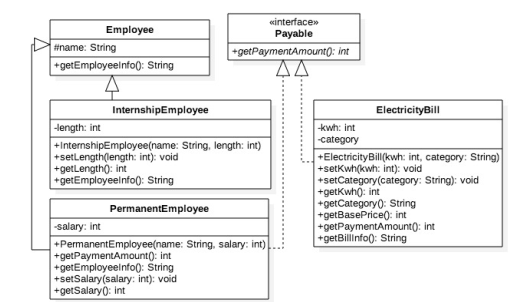 Employee
#name: String
+getEmployeeInfo(): String
«interface»
Payable
+getPaymentAmount(): int
InternshipEmployee
-length: int
+InternshipEmployee(name: String, length: int)
+setLength(length: int): void
+getLength(): int
+getEmployeeInfo(): String
ElectricityBill
-kwh: int
-category
+ElectricityBill(kwh: int, category: String)
+setKwh(kwh: int): void
+setCategory(category: String): void
+getKwh(): int
+getCategory(): String
+getBasePrice(): int
+getPaymentAmount(): int
+getBillInfo(): String
PermanentEmployee
-salary: int
+PermanentEmployee(name: String, salary: int)
+getPaymentAmount(): int
+getEmployeeInfo(): String
+setSalary(salary: int): void
+getSalary(): int